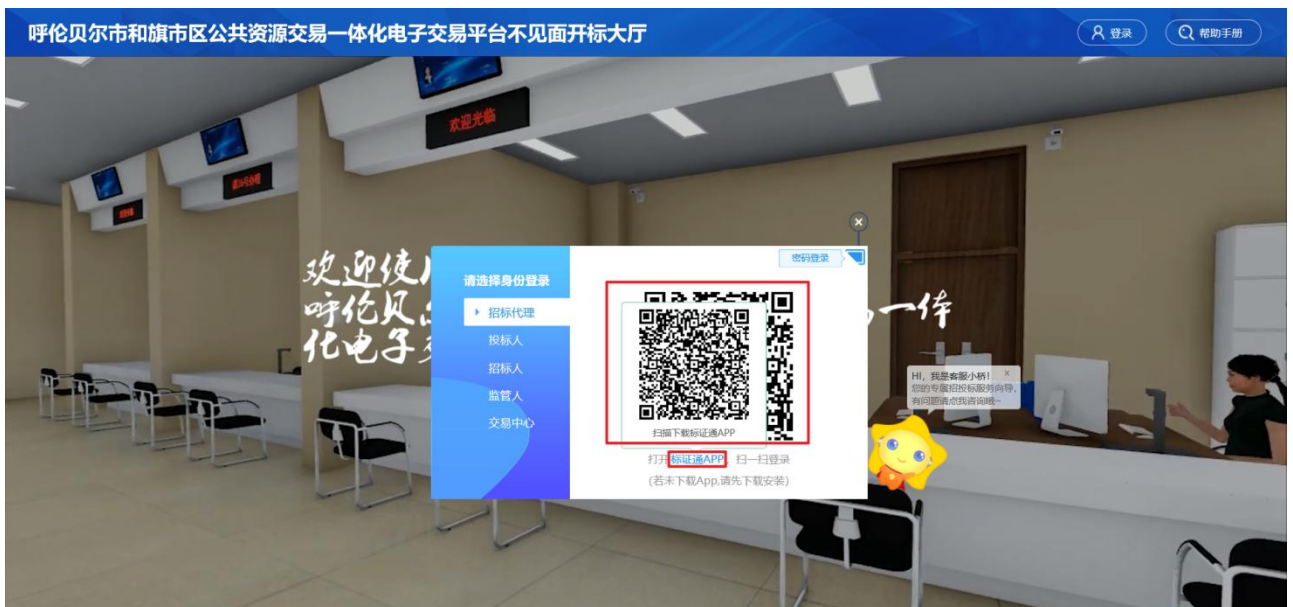 呼伦贝尔市和旗市区公共资源交易一体化电子交易平台不见面开标大厅
登录
帮助手册
欢迎光临
密码登录
请选择身份登录
招标代理
投标人
招标人
监管人
交易中心
欢迎使
呼伦贝
一体
化电子
扫描下载标证通APP
打开标证通APP，扫一扫登录
(若未下载App,请先下载安装)
HI，我是客服小桥！ ×
您的专属招投标服务向导，
有问题请点我咨询哦~